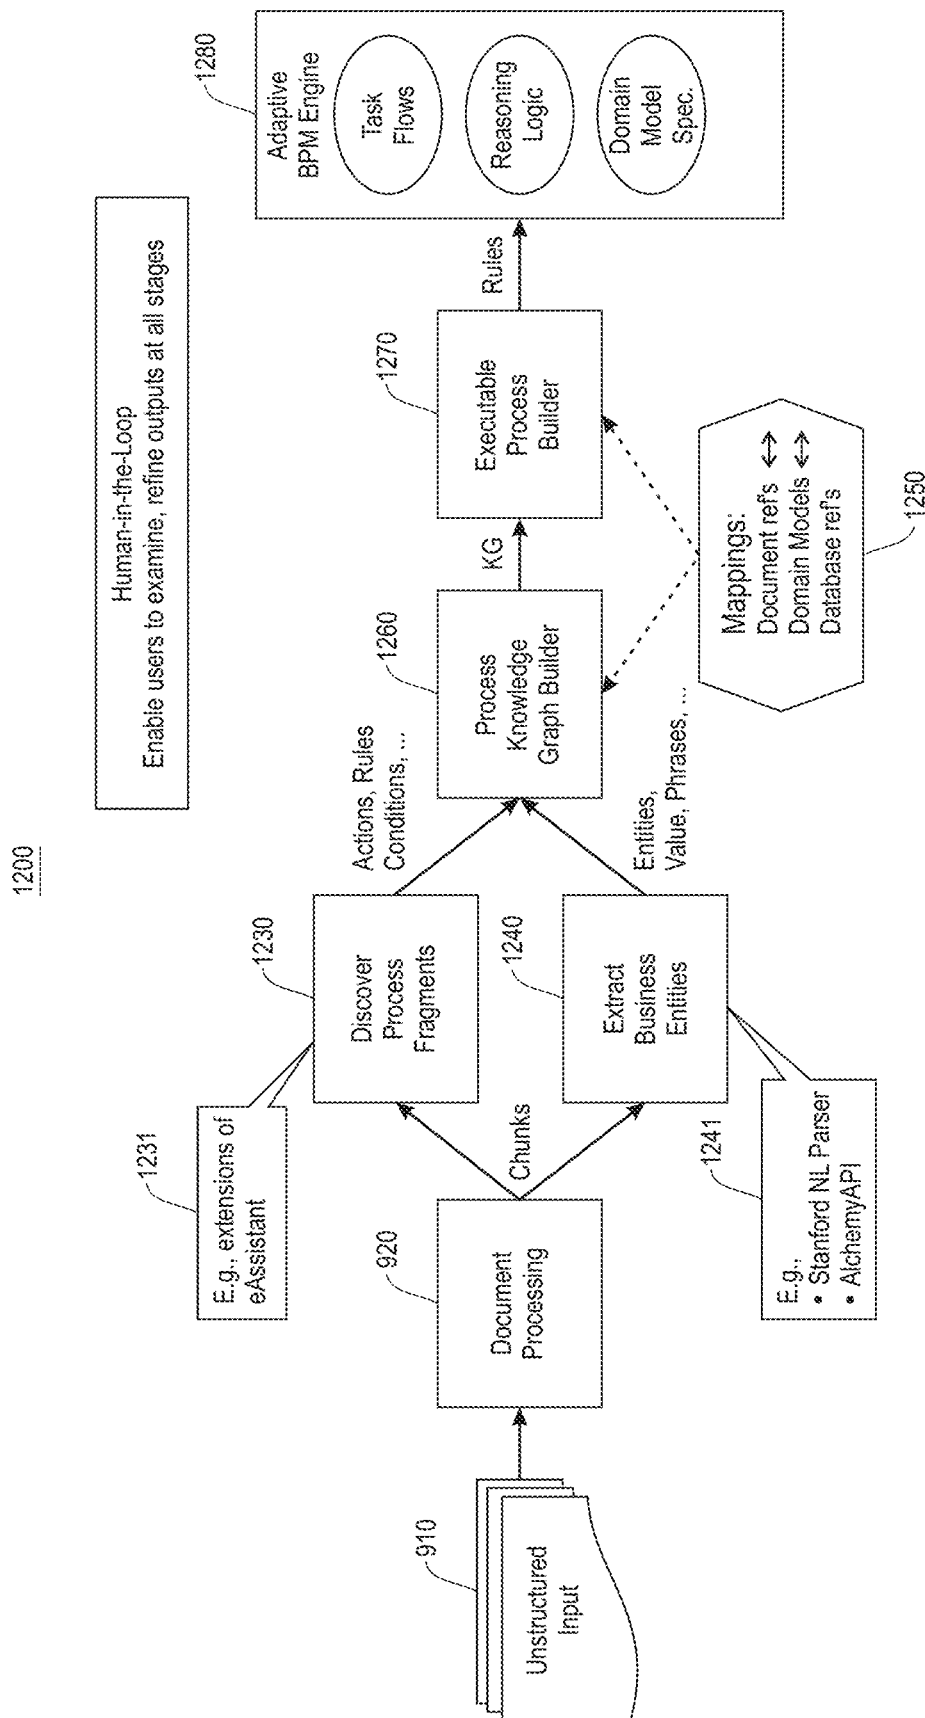 1200
Human-in-the-Loop
Enable users to examine, refine outputs at all stages
910
Unstructured
Input
920
Document
Processing
Chunks
1231
E.g., extensions of
eAssistant
1230
Discover
Process
Fragments
Actions, Rules
Conditions, ...
1240
Extract
Business
Entities
1241
E.g.,
• Stanford NL Parser
• AlchemyAPI
Entities,
Value, Phrases, ...
1260
Process
Knowledge
Graph Builder
KG
1270
Executable
Process
Builder
Rules
1250
Mappings:
Document ref's ↔
Domain Models ↔
Database ref's
1280
Adaptive
BPM Engine
Task
Flows
Reasoning
Logic
Domain
Model
Spec.